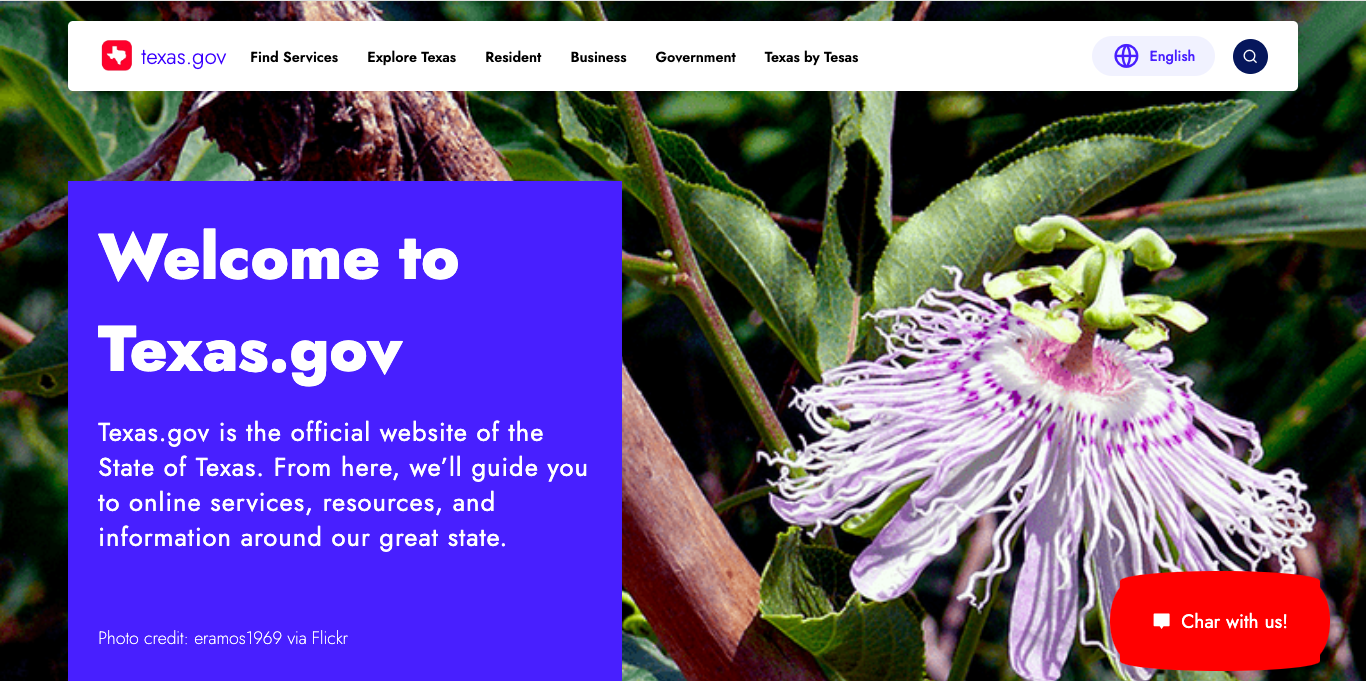 texas.gov
Find Services
Explore Texas
Resident
Business
Government
Texas by Tesas
English
Welcome to
Texas.gov
Texas.gov is the official website of the
State of Texas. From here, we’ll guide you
to online services, resources, and
information around our great state.
Photo credit: eramos1969 via Flickr
Char with us!